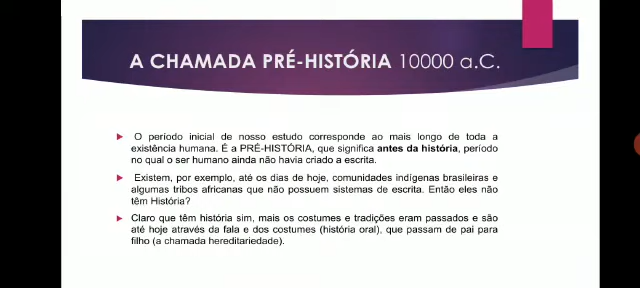 A CHAMADA PRÉ-HISTÓRIA 10000 a.C.
O período inicial de nosso estudo corresponde ao mais longo de toda a
existência humana. É a PRÉ-HISTÓRIA, que significa antes da história, período
no qual o ser humano ainda não havia criado a escrita.
Existem, por exemplo, até os dias de hoje, comunidades indígenas brasileiras e
algumas tribos africanas que não possuem sistemas de escrita. Então eles não
têm História?
Claro que têm história sim, mais os costumes e tradições eram passados e são
até hoje através da fala e dos costumes (história oral), que passam de pai para
filho (a chamada hereditariedade).